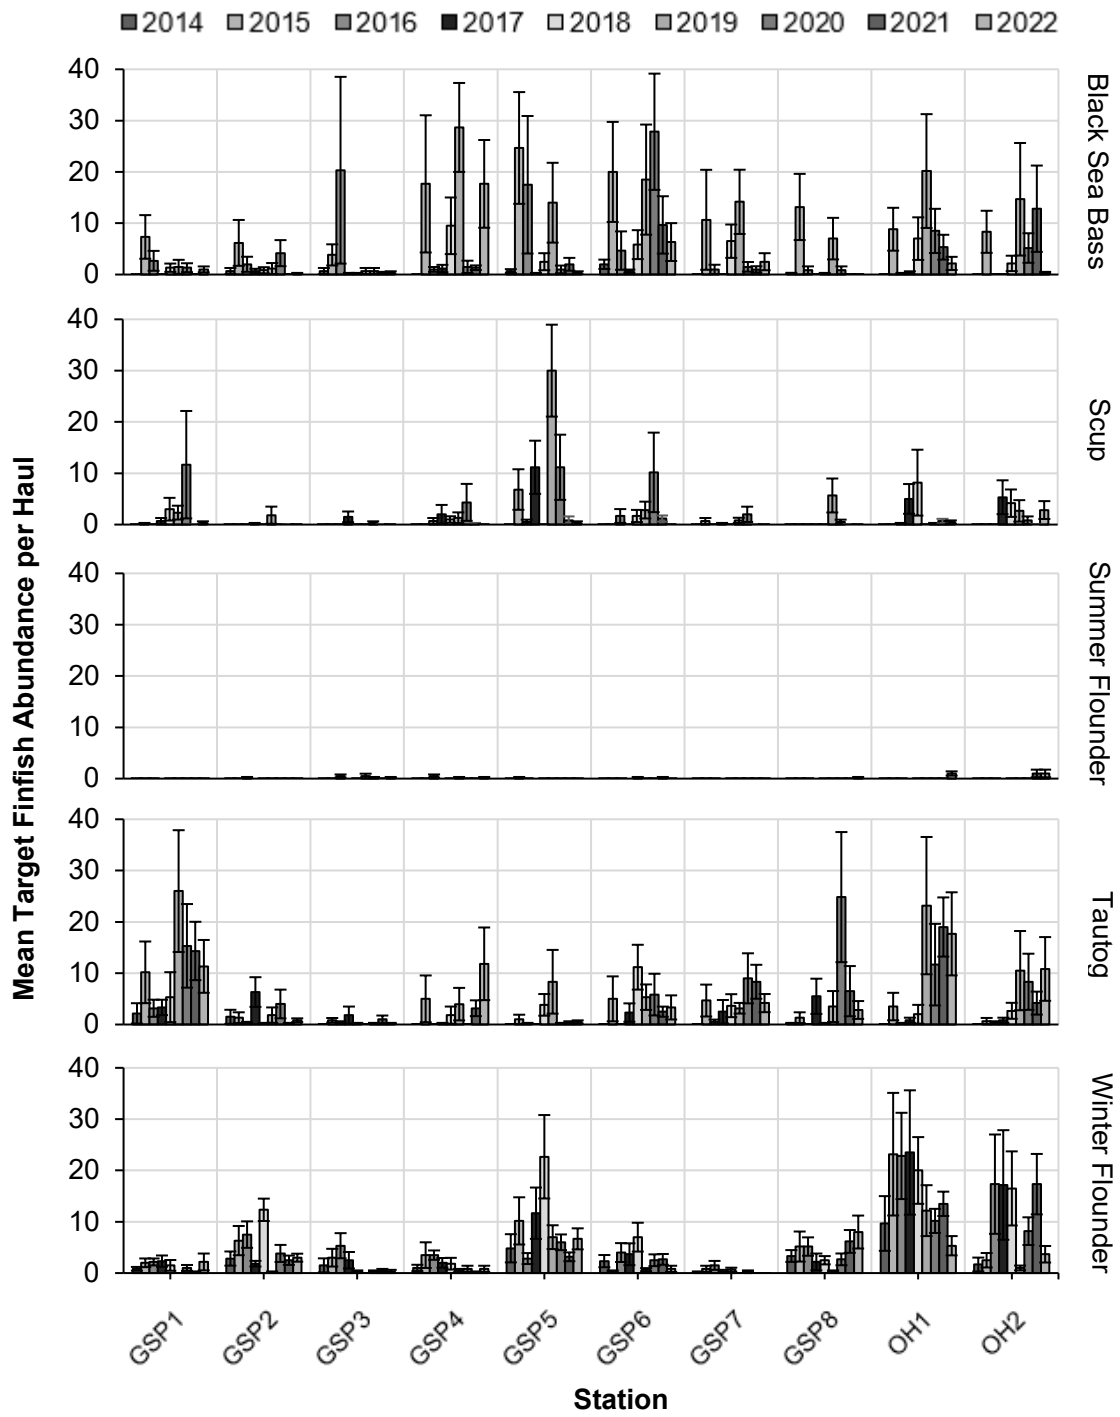 2014 2015 2016 2017 2018 2019 2020 2021 2022
Mean Target Finfish Abundance per Haul
40
30
20
10
0
Black Sea Bass
40
30
20
10
0
Scup
40
30
20
10
0
Summer Flounder
40
30
20
10
0
Tautog
40
30
20
10
0
Winter Flounder
GSP1 GSP2 GSP3 GSP4 GSP5 GSP6 GSP7 GSP8 OH1 OH2
Station